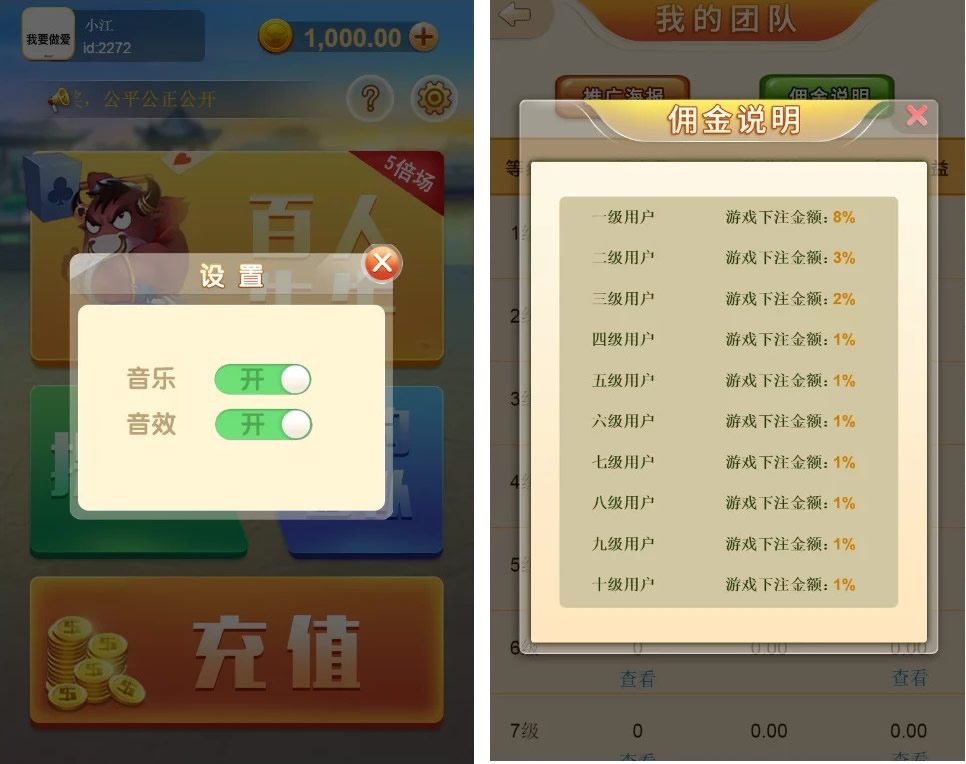 我要做爱
小江
id:2272
1,000.00
公平公正公开
?
5倍场
百人
设置
音乐 开
音效 开
充值
我的团队
推广海报
佣金说明
佣金说明
等
益
一级用户 游戏下注金额: 8%
二级用户 游戏下注金额: 3%
三级用户 游戏下注金额: 2%
四级用户 游戏下注金额: 1%
五级用户 游戏下注金额: 1%
六级用户 游戏下注金额: 1%
七级用户 游戏下注金额: 1%
八级用户 游戏下注金额: 1%
九级用户 游戏下注金额: 1%
十级用户 游戏下注金额: 1%
1
2
3
4
5
6级 0 0.00 0.00
查看 查看
7级 0 0.00 0.00
查看 查看